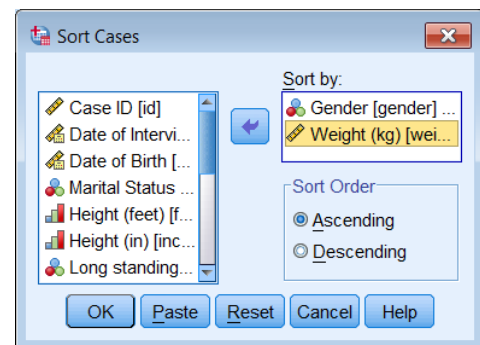 Sort Cases
Sort by:
Case ID [id]
Date of Intervi...
Date of Birth [...
Marital Status ...
Height (feet) [f...
Height (in) [inc...
Long standing...
Gender [gender] ...
Weight (kg) [wei...
Sort Order
Ascending
Descending
OK Paste Reset Cancel Help